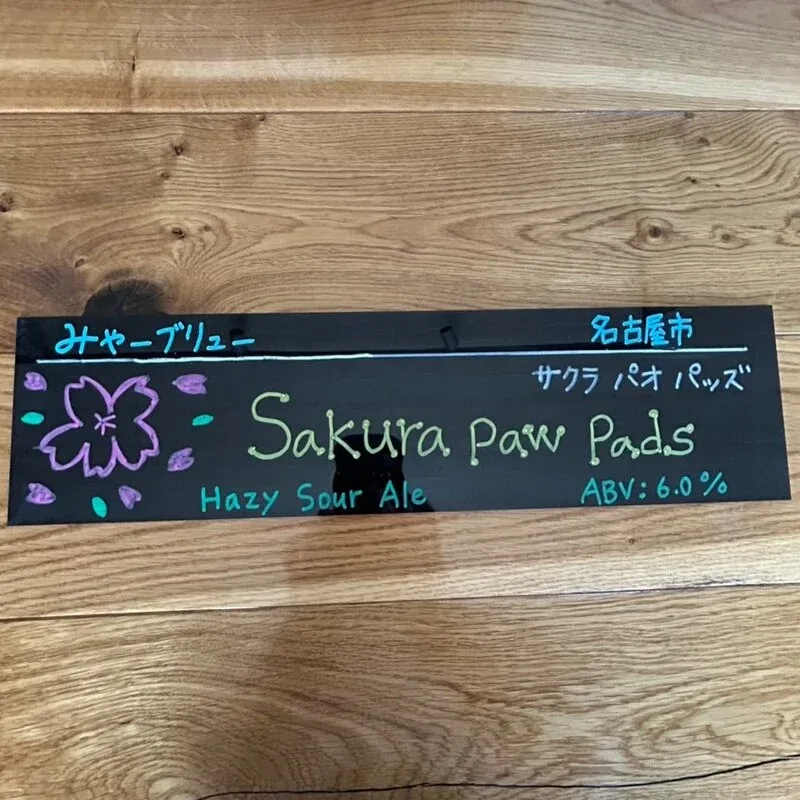 みゃーブリュー 名古屋市
サクラ パオ パッズ
Sakura paw pads
Hazy Sour Ale ABV: 6.0%